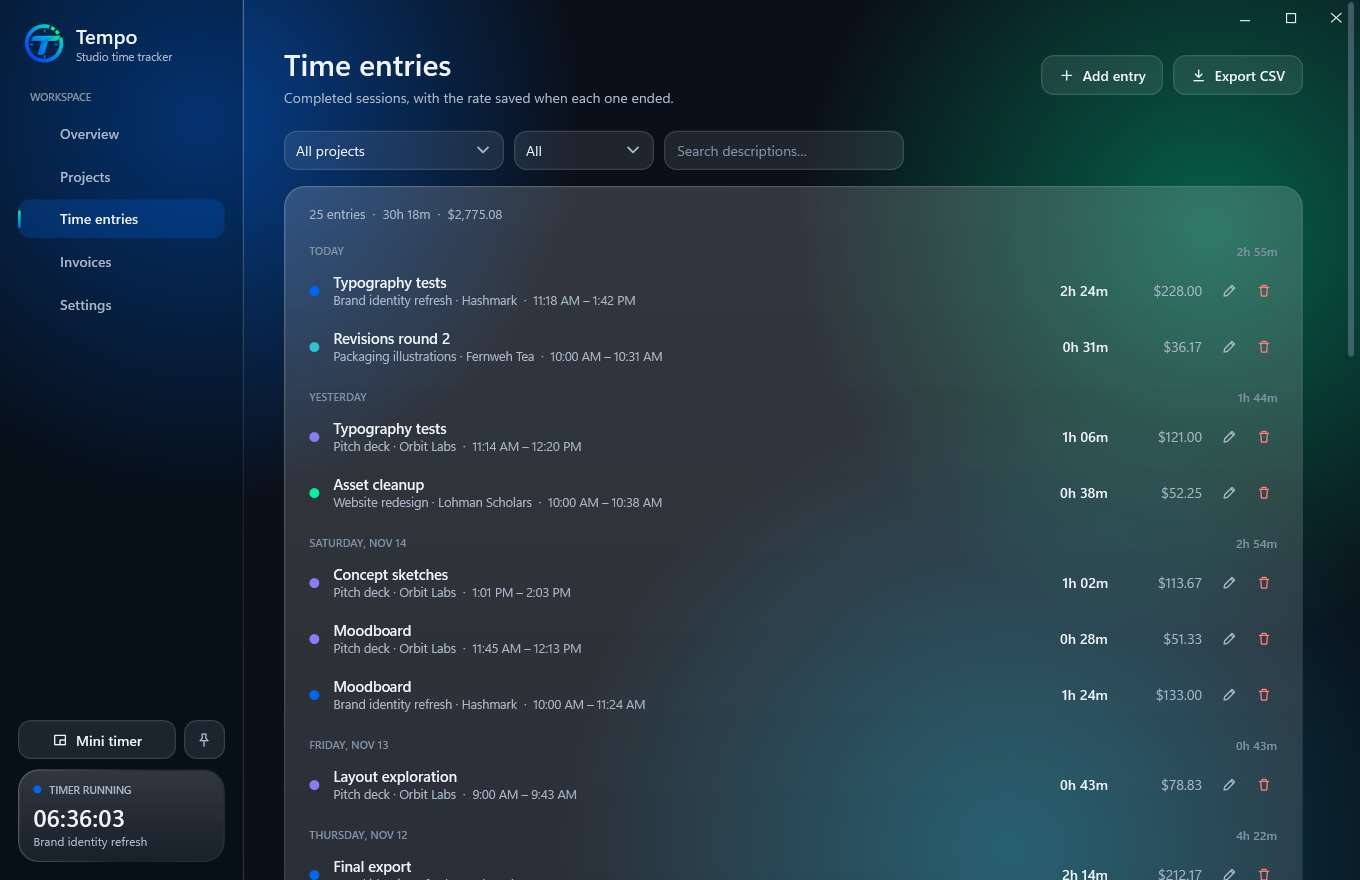 Tempo
Studio time tracker
WORKSPACE
Overview
Projects
Time entries
Invoices
Settings
Mini timer
TIMER RUNNING
06:36:03
Brand identity refresh
Time entries
Completed sessions, with the rate saved when each one ended.
Add entry
Export CSV
All projects
All
Search descriptions...
25 entries · 30h 18m · $2,775.08
TODAY 2h 55m
Typography tests
Brand identity refresh · Hashmark · 11:18 AM – 1:42 PM
2h 24m $228.00
Revisions round 2
Packaging illustrations · Fernweh Tea · 10:00 AM – 10:31 AM
0h 31m $36.17
YESTERDAY 1h 44m
Typography tests
Pitch deck · Orbit Labs · 11:14 AM – 12:20 PM
1h 06m $121.00
Asset cleanup
Website redesign · Lohman Scholars · 10:00 AM – 10:38 AM
0h 38m $52.25
SATURDAY, NOV 14 2h 54m
Concept sketches
Pitch deck · Orbit Labs · 1:01 PM – 2:03 PM
1h 02m $113.67
Moodboard
Pitch deck · Orbit Labs · 11:45 AM – 12:13 PM
0h 28m $51.33
Moodboard
Brand identity refresh · Hashmark · 10:00 AM – 11:24 AM
1h 24m $133.00
FRIDAY, NOV 13 0h 43m
Layout exploration
Pitch deck · Orbit Labs · 9:00 AM – 9:43 AM
0h 43m $78.83
THURSDAY, NOV 12 4h 22m
Final export
2h 14m $212.17